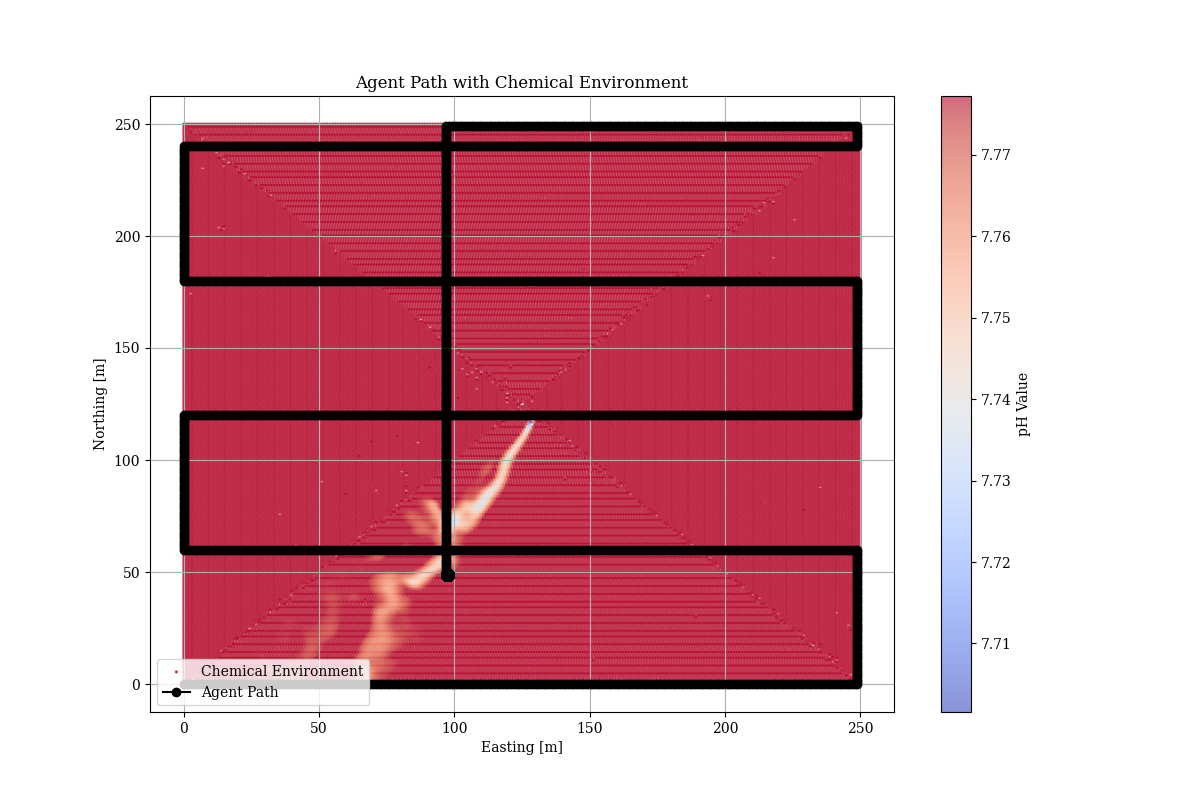 Agent Path with Chemical Environment
Northing [m]
250
200
150
100
50
0
0 50 100 150 200 250
Easting [m]
Chemical Environment
Agent Path
7.77
7.76
7.75
7.74
7.73
7.72
7.71
pH Value